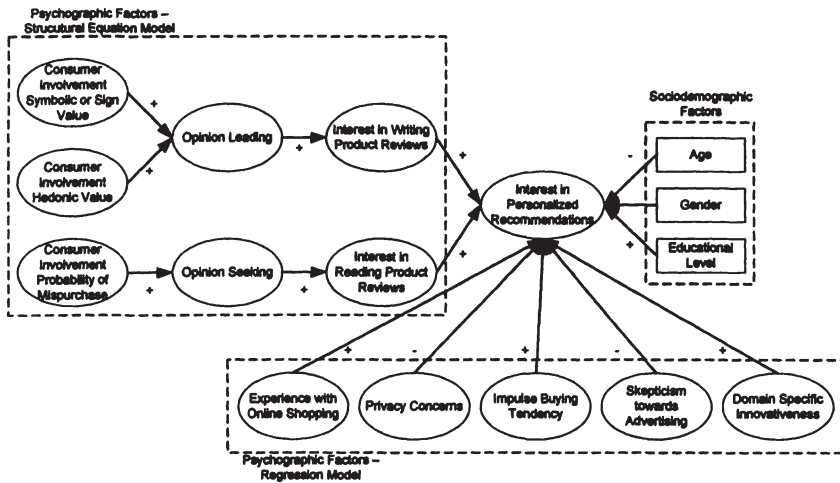 Psychographic Factors –
Strucutural Equation Model
Consumer
Involvement
Symbolic or Sign
Value
+
Opinion Leading
+
Interest in Writing
Product Reviews
+
Consumer
Involvement
Hedonic Value
+
Consumer
Involvement
Probability of
Mispurchase
+
Opinion Seeking
+
Interest in
Reading Product
Reviews
+
Interest in
Personalized
Recommendations
Sociodemographic
Factors
-
Age
Gender
+
Educational
Level
+
-
+
-
+
Experience with
Online Shopping
Privacy Concerns
Impulse Buying
Tendency
Skepticism
towards
Advertising
Domain Specific
Innovativeness
Psychographic Factors –
Regression Model